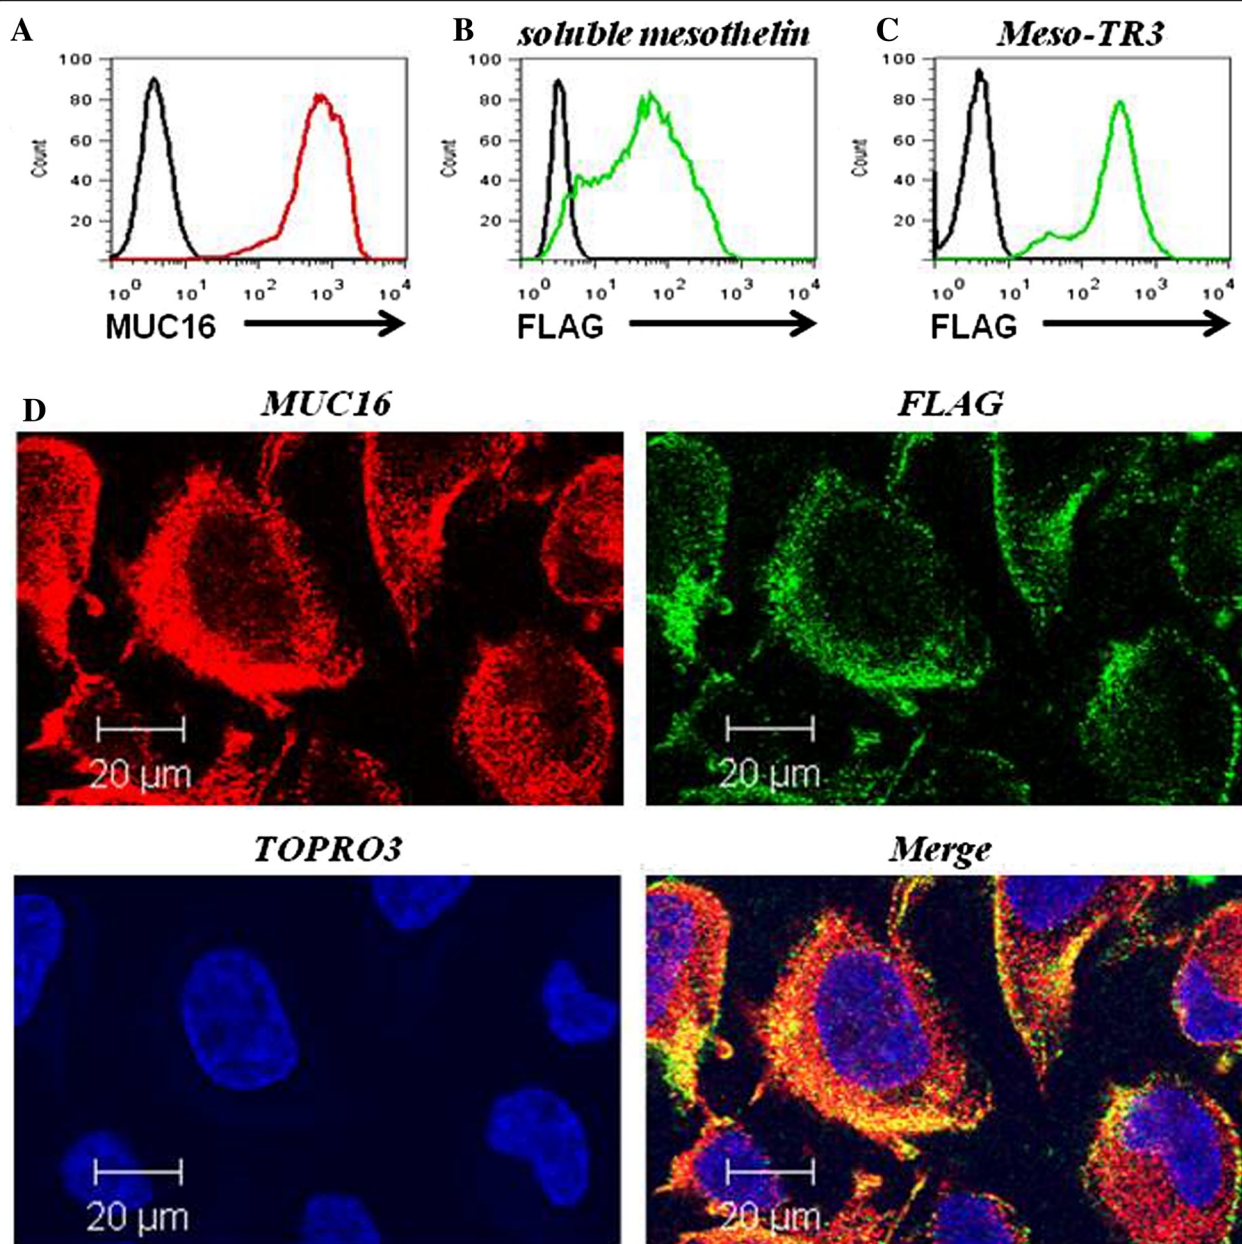 A
B soluble mesothelin
C Meso-TR3
100
80
60
40
20
Count
10⁰ 10¹ 10² 10³ 10⁴
MUC16
100
80
60
40
20
Count
10⁰ 10¹ 10² 10³ 10⁴
FLAG
100
80
60
40
20
Count
10⁰ 10¹ 10² 10³ 10⁴
FLAG
D
MUC16
FLAG
20 µm
20 µm
TOPRO3
Merge
20 µm
20 µm